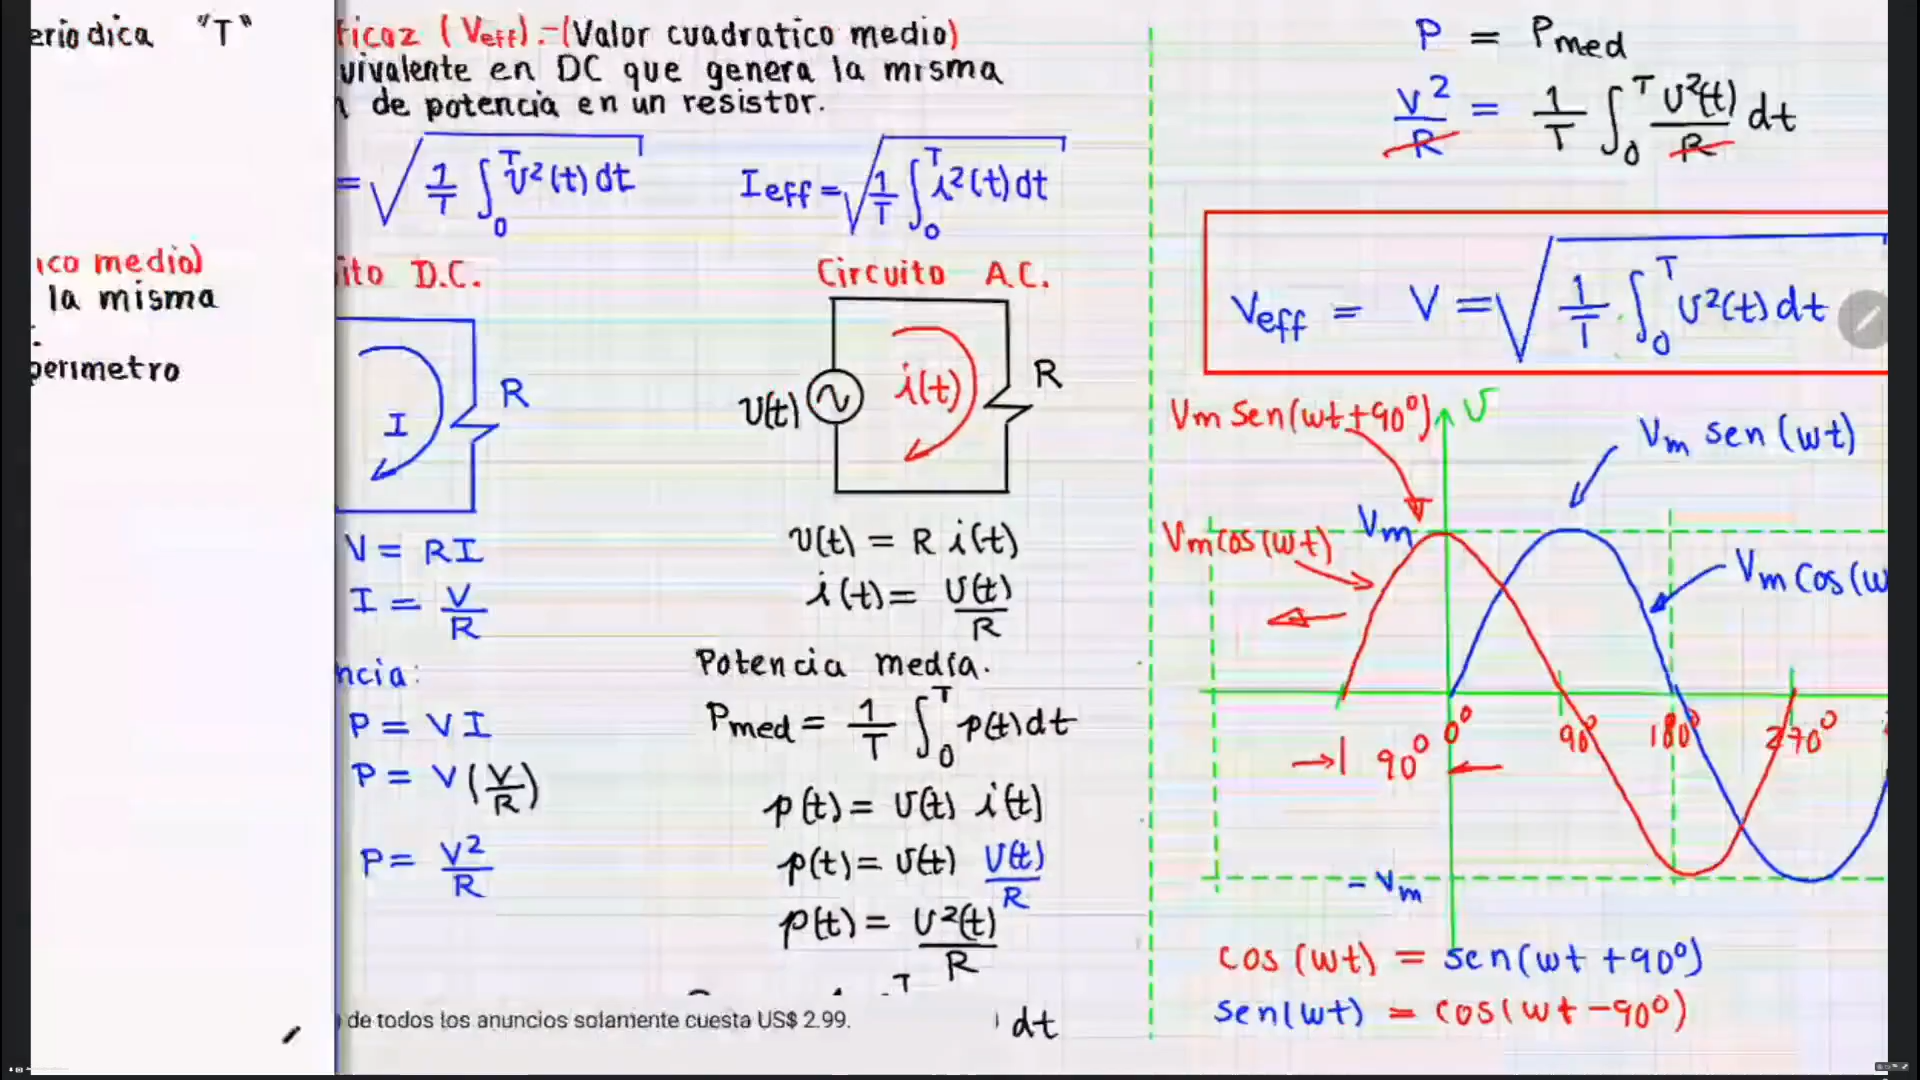 eriodica "T"
ico medio)
la misma
perimetro
ticaz (Veff).-(Valor cuadratico medio)
uivalente en DC que genera la misma
de potencia en un resistor.
= √ 1/T ∫₀ᵀ v²(t) dt
Ieff = √ 1/T ∫₀ᵀ i²(t) dt
ito D.C.
I
R
V = RI
I = V/R
ncia:
P = VI
P = V(V/R)
P = V²/R
Circuito A.C.
v(t)
i(t)
R
v(t) = R i(t)
i(t) = v(t)/R
Potencia media.
Pmed = 1/T ∫₀ᵀ p(t) dt
p(t) = v(t) i(t)
p(t) = v(t) v(t)/R
p(t) = v²(t)/R
T
de todos los anuncios solamente cuesta US$ 2.99.
dt
P = Pmed
V²/R = 1/T ∫₀ᵀ v²(t)/R dt
Veff = V = √ 1/T ∫₀ᵀ v²(t) dt
Vm Sen(wt+90°)
v
Vm sen(wt)
Vm cos(wt)
Vm
Vm Cos(w
0°
90°
180°
270°
90°
-Vm
cos(wt) = sen(wt+90°)
sen(wt) = cos(wt-90°)